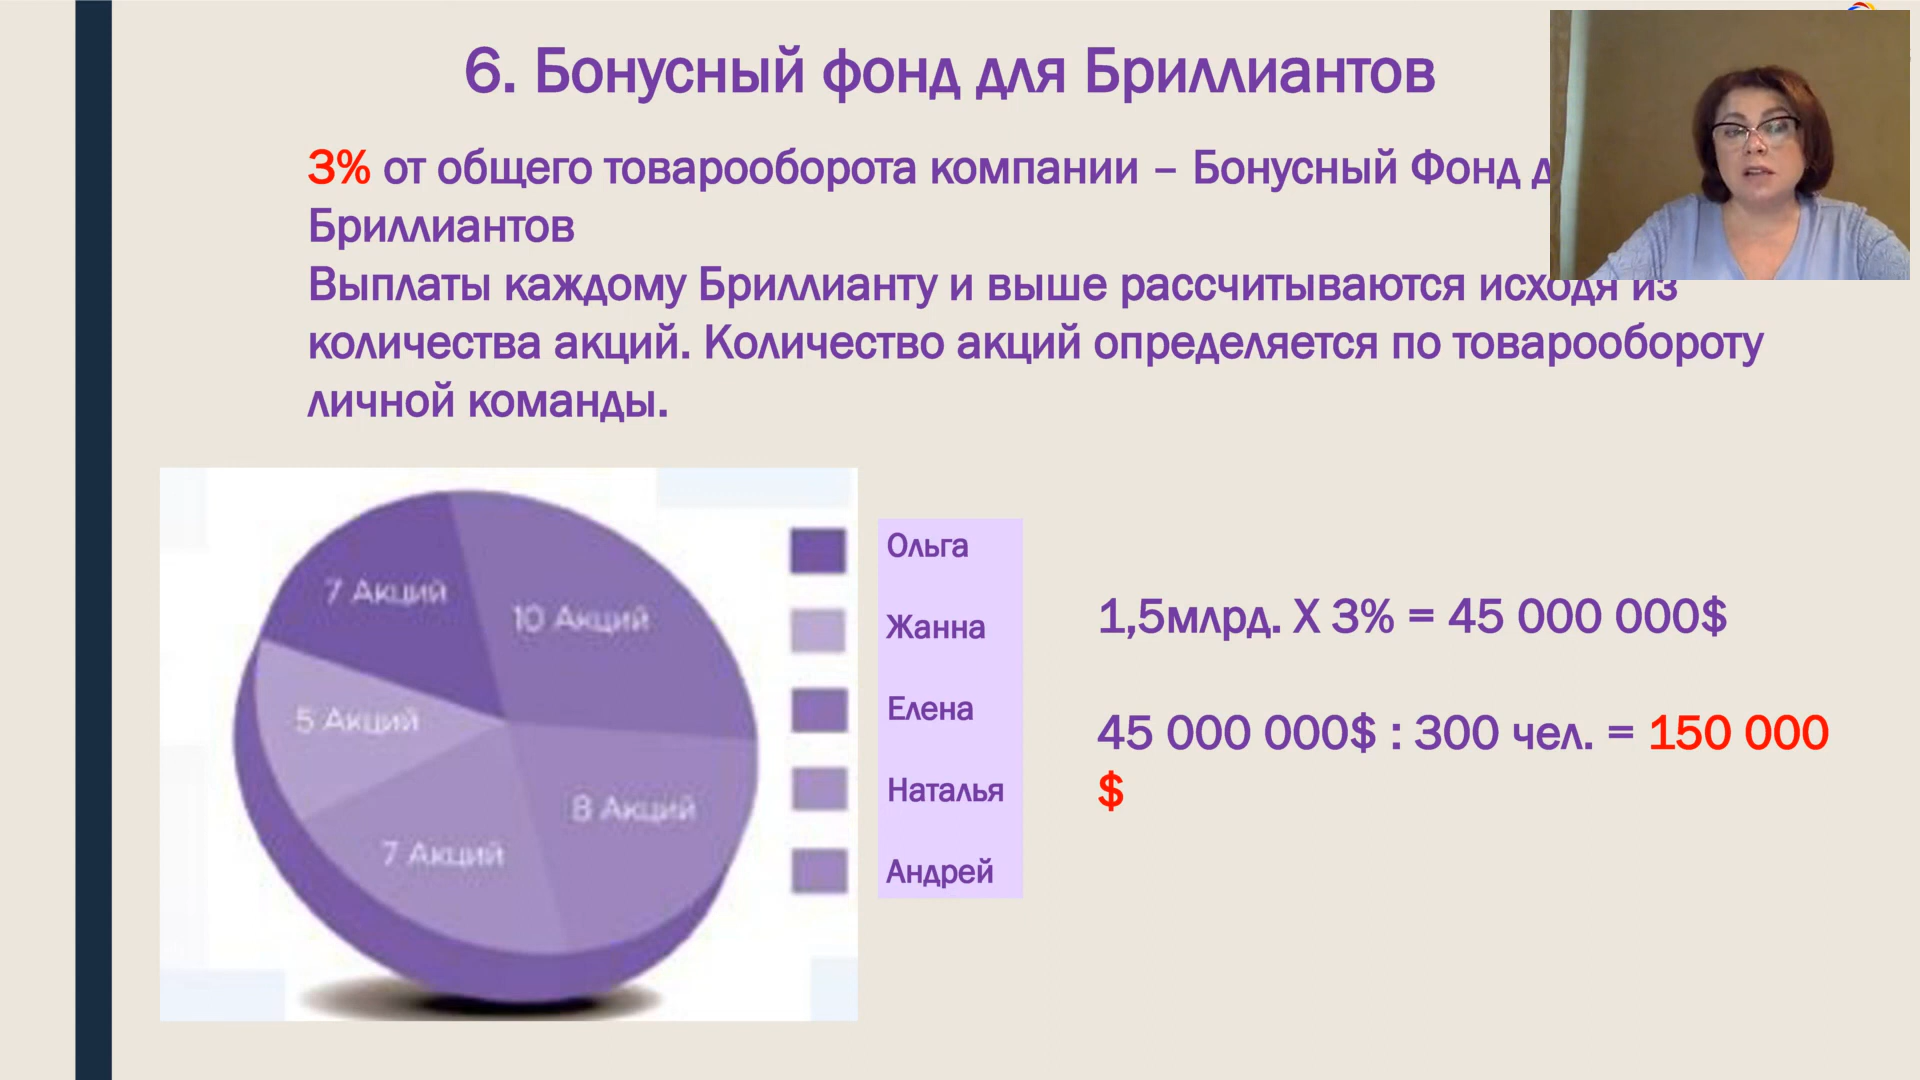 6. Бонусный фонд для Бриллиантов
3% от общего товарооборота компании – Бонусный Фонд д
Бриллиантов
Выплаты каждому Бриллианту и выше рассчитываются исходя из
количества акций. Количество акций определяется по товарообороту
личной команды.
7 Акций
10 Акций
5 Акций
8 Акций
7 Акций
Ольга
Жанна
Елена
Наталья
Андрей
1,5млрд. Х 3% = 45 000 000$
45 000 000$ : 300 чел. = 150 000
$